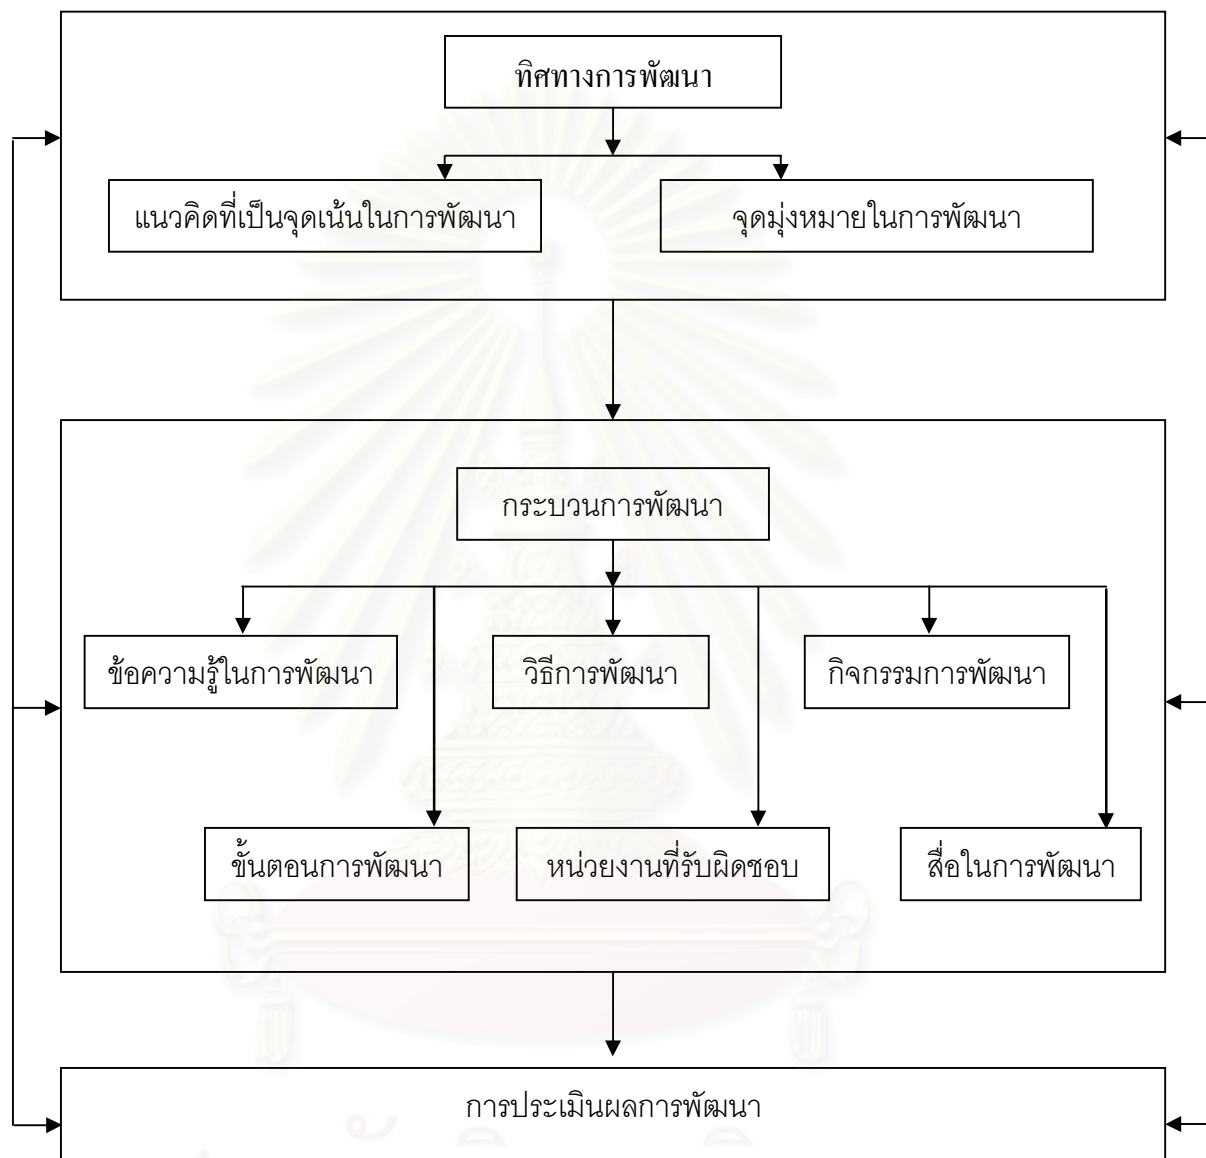 ทิศทางการพัฒนา
แนวคิดที่เป็นจุดเน้นในการพัฒนา
จุดมุ่งหมายในการพัฒนา
กระบวนการพัฒนา
ข้อความรู้ในการพัฒนา
วิธีการพัฒนา
กิจกรรมการพัฒนา
ขั้นตอนการพัฒนา
หน่วยงานที่รับผิดชอบ
สื่อในการพัฒนา
การประเมินผลการพัฒนา